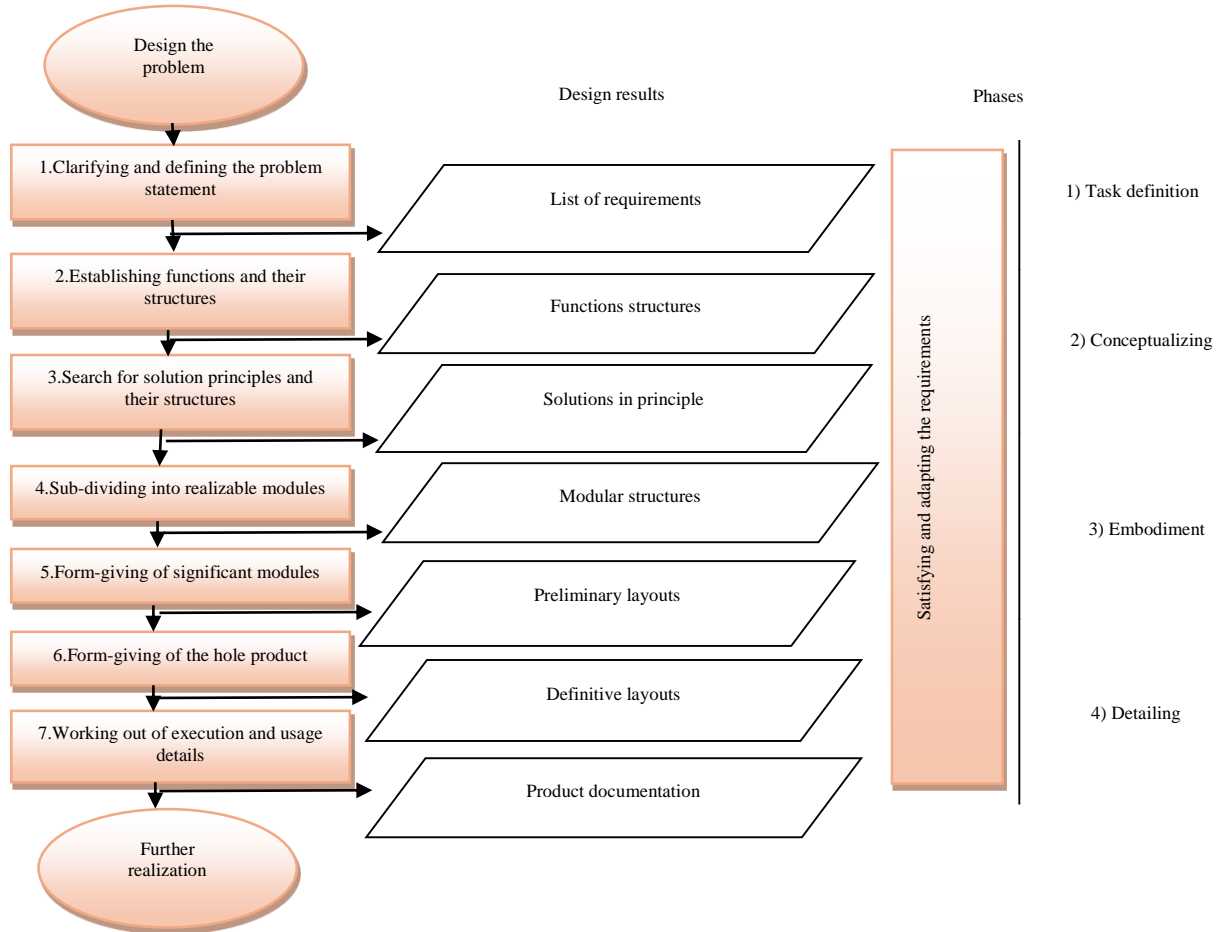 Design the
problem
Design results
Phases
1.Clarifying and defining the problem
statement
List of requirements
1) Task definition
2.Establishing functions and their
structures
Functions structures
2) Conceptualizing
3.Search for solution principles and
their structures
Solutions in principle
Satisfying and adapting the requirements
4.Sub-dividing into realizable modules
Modular structures
3) Embodiment
5.Form-giving of significant modules
Preliminary layouts
6.Form-giving of the hole product
Definitive layouts
4) Detailing
7.Working out of execution and usage
details
Product documentation
Further
realization